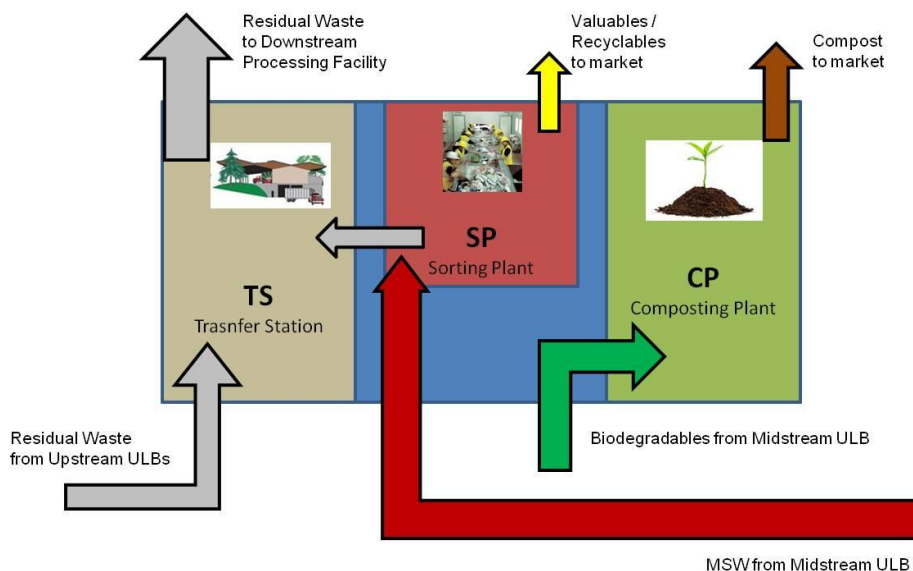 Residual Waste
to Downstream
Processing Facility
Valuables /
Recyclables
to market
Compost
to market
SP
Sorting Plant
TS
Trasnfer Station
CP
Composting Plant
Residual Waste
from Upstream ULBs
Biodegradables from Midstream ULB
MSW from Midstream ULB